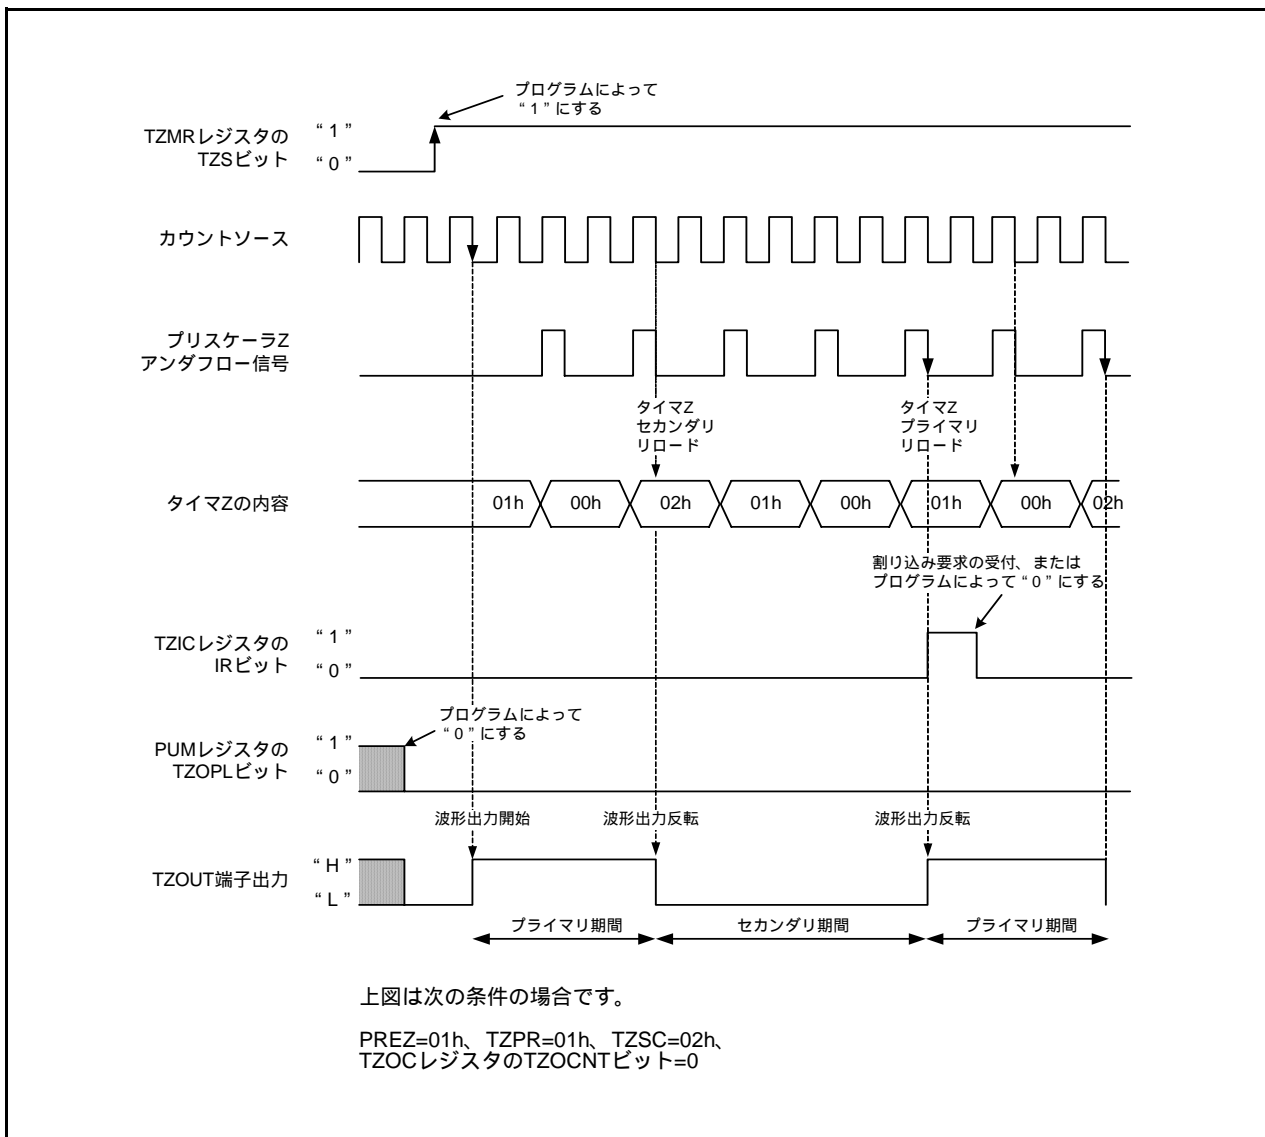 プログラムによって
“1”にする
TZMRレジスタの
TZSビット
“1”
“0”
カウントソース
プリスケーラZ
アンダフロー信号
タイマZ
セカンダリ
リロード
タイマZ
プライマリ
リロード
タイマZの内容
01h
00h
02h
01h
00h
01h
00h
02h
割り込み要求の受付、または
プログラムによって“0”にする
TZICレジスタの
IRビット
“1”
“0”
プログラムによって
“0”にする
PUMレジスタの
TZOPLビット
“1”
“0”
波形出力開始
波形出力反転
波形出力反転
TZOUT端子出力
“H”
“L”
プライマリ期間
セカンダリ期間
プライマリ期間
上図は次の条件の場合です。
PREZ=01h、TZPR=01h、TZSC=02h、
TZOCレジスタのTZOCNTビット=0